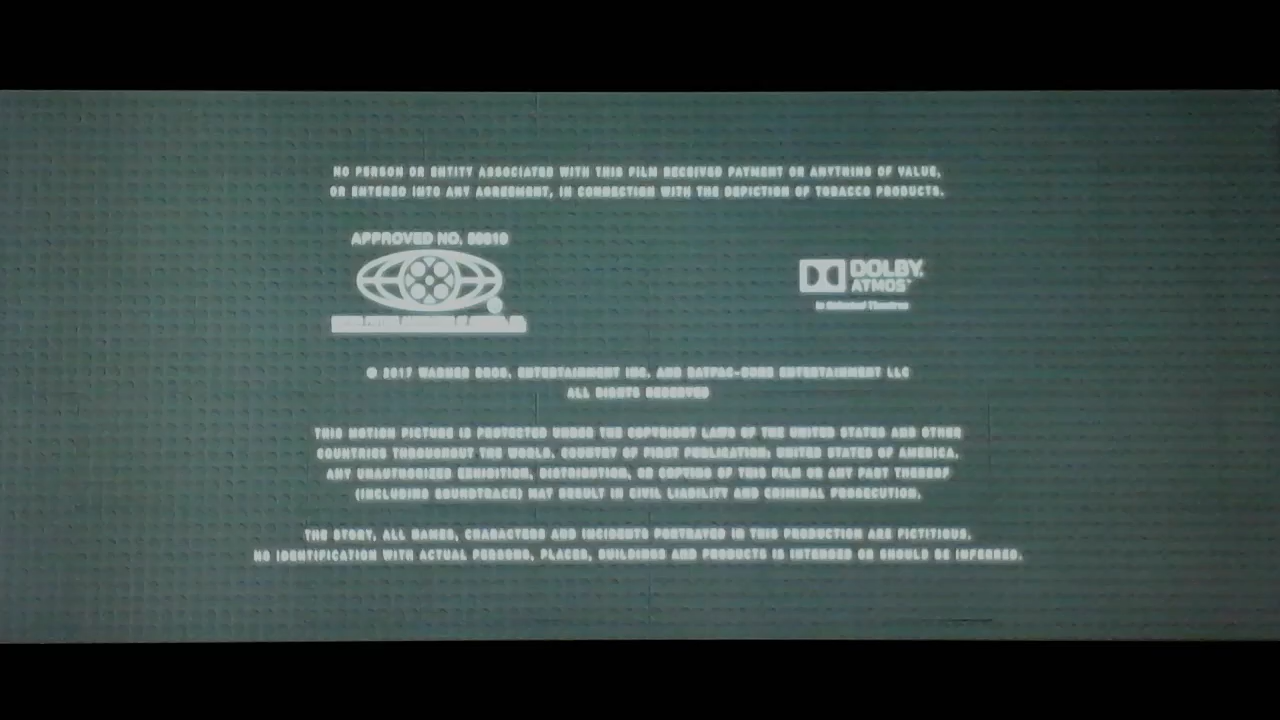 NO PERSON OR ENTITY ASSOCIATED WITH THIS FILM RECEIVED PAYMENT OR ANYTHING OF VALUE,
OR ENTERED INTO ANY AGREEMENT, IN CONNECTION WITH THE DEPICTION OF TOBACCO PRODUCTS.
APPROVED NO.
DOLBY
ATMOS
In Selected Theatres
© 2017 WARNER BROS. ENTERTAINMENT INC. AND RATPAC-DUNE ENTERTAINMENT LLC
ALL RIGHTS RESERVED
THIS MOTION PICTURE IS PROTECTED UNDER THE COPYRIGHT LAWS OF THE UNITED STATES AND OTHER
COUNTRIES THROUGHOUT THE WORLD. COUNTRY OF FIRST PUBLICATION: UNITED STATES OF AMERICA.
ANY UNAUTHORIZED EXHIBITION, DISTRIBUTION, OR COPYING OF THIS FILM OR ANY PART THEREOF
(INCLUDING SOUNDTRACK) MAY RESULT IN CIVIL LIABILITY AND CRIMINAL PROSECUTION.
THE STORY, ALL NAMES, CHARACTERS AND INCIDENTS PORTRAYED IN THIS PRODUCTION ARE FICTITIOUS.
NO IDENTIFICATION WITH ACTUAL PERSONS, PLACES, BUILDINGS AND PRODUCTS IS INTENDED OR SHOULD BE INFERRED.